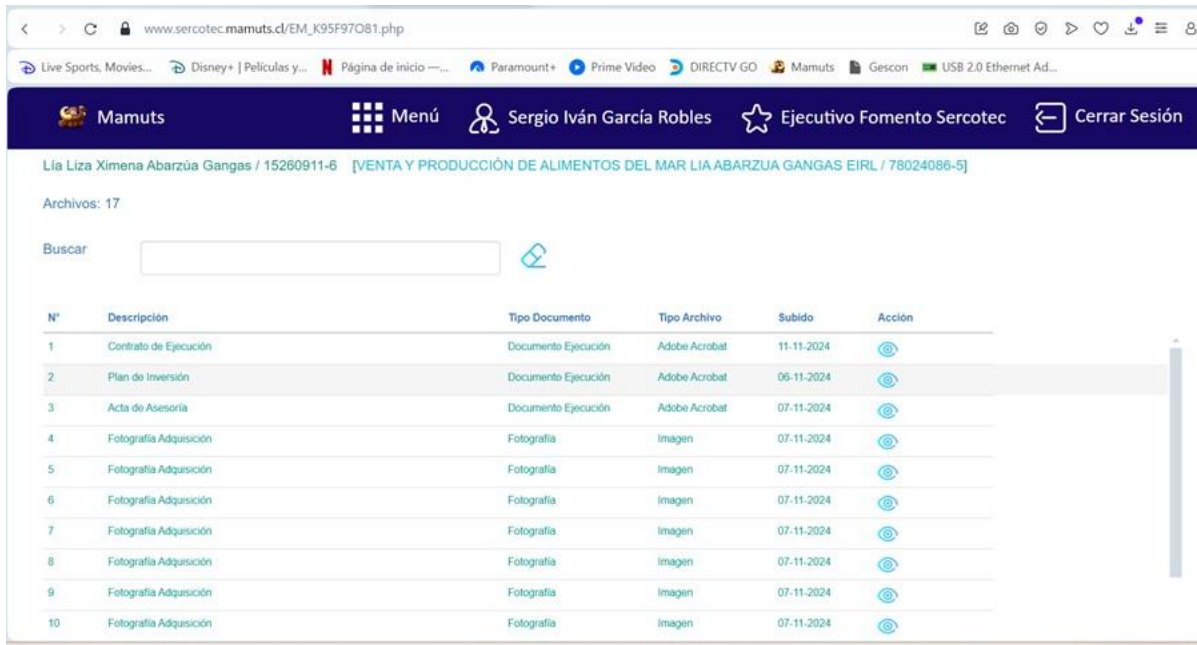 www.sercotec.mamuts.cl/EM_K95F97O81.php
Live Sports, Movies... Disney+ | Películas y... Página de inicio —... Paramount+ Prime Video DIRECTV GO Mamuts Gescon USB 2.0 Ethernet Ad...
Mamuts Menú Sergio Iván García Robles Ejecutivo Fomento Sercotec Cerrar Sesión
Lía Liza Ximena Abarzúa Gangas / 15260911-6 [VENTA Y PRODUCCIÓN DE ALIMENTOS DEL MAR LIA ABARZUA GANGAS EIRL / 78024086-5]
Archivos: 17
Buscar
N° Descripción Tipo Documento Tipo Archivo Subido Acción
1 Contrato de Ejecución Documento Ejecución Adobe Acrobat 11-11-2024
2 Plan de Inversión Documento Ejecución Adobe Acrobat 06-11-2024
3 Acta de Asesoría Documento Ejecución Adobe Acrobat 07-11-2024
4 Fotografía Adquisición Fotografía Imagen 07-11-2024
5 Fotografía Adquisición Fotografía Imagen 07-11-2024
6 Fotografía Adquisición Fotografía Imagen 07-11-2024
7 Fotografía Adquisición Fotografía Imagen 07-11-2024
8 Fotografía Adquisición Fotografía Imagen 07-11-2024
9 Fotografía Adquisición Fotografía Imagen 07-11-2024
10 Fotografía Adquisición Fotografía Imagen 07-11-2024